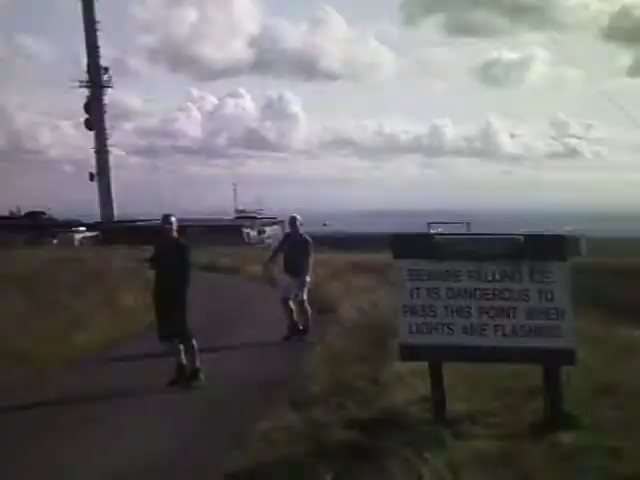 BEWARE FALLING ICE.
IT IS DANGEROUS TO
PASS THIS POINT WHEN
LIGHTS ARE FLASHING